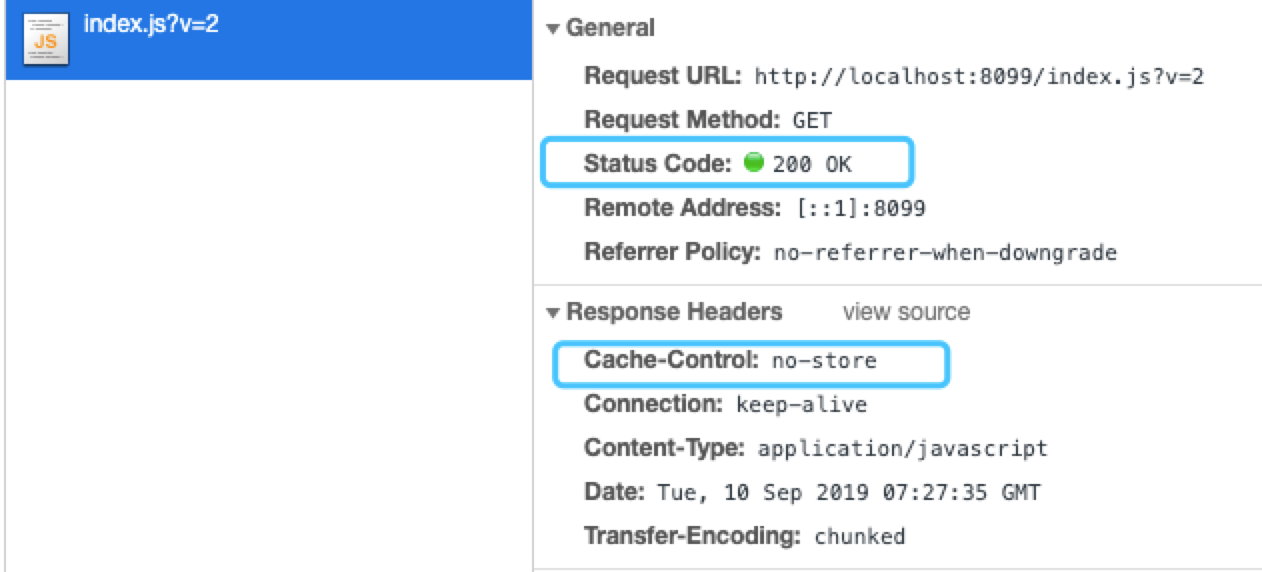 JS
index.js?v=2
General
Request URL: http://localhost:8099/index.js?v=2
Request Method: GET
Status Code: 200 OK
Remote Address: [::1]:8099
Referrer Policy: no-referrer-when-downgrade
Response Headers view source
Cache-Control: no-store
Connection: keep-alive
Content-Type: application/javascript
Date: Tue, 10 Sep 2019 07:27:35 GMT
Transfer-Encoding: chunked